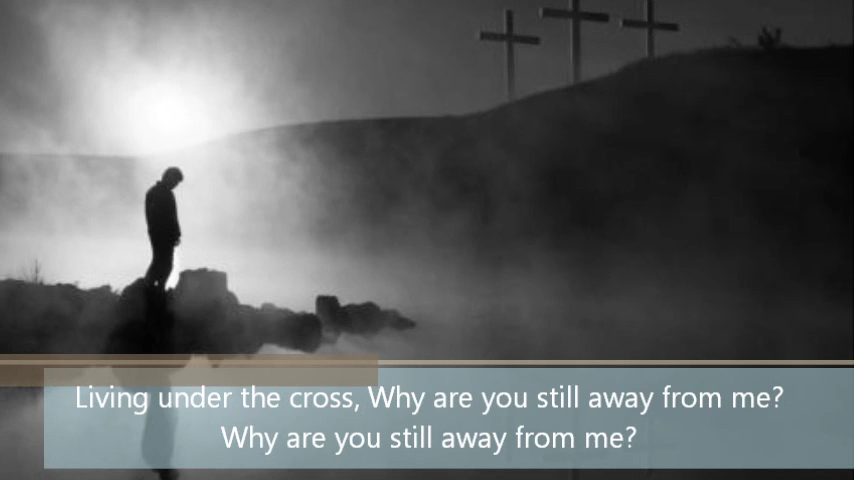 Living under the cross, Why are you still away from me?
Why are you still away from me?